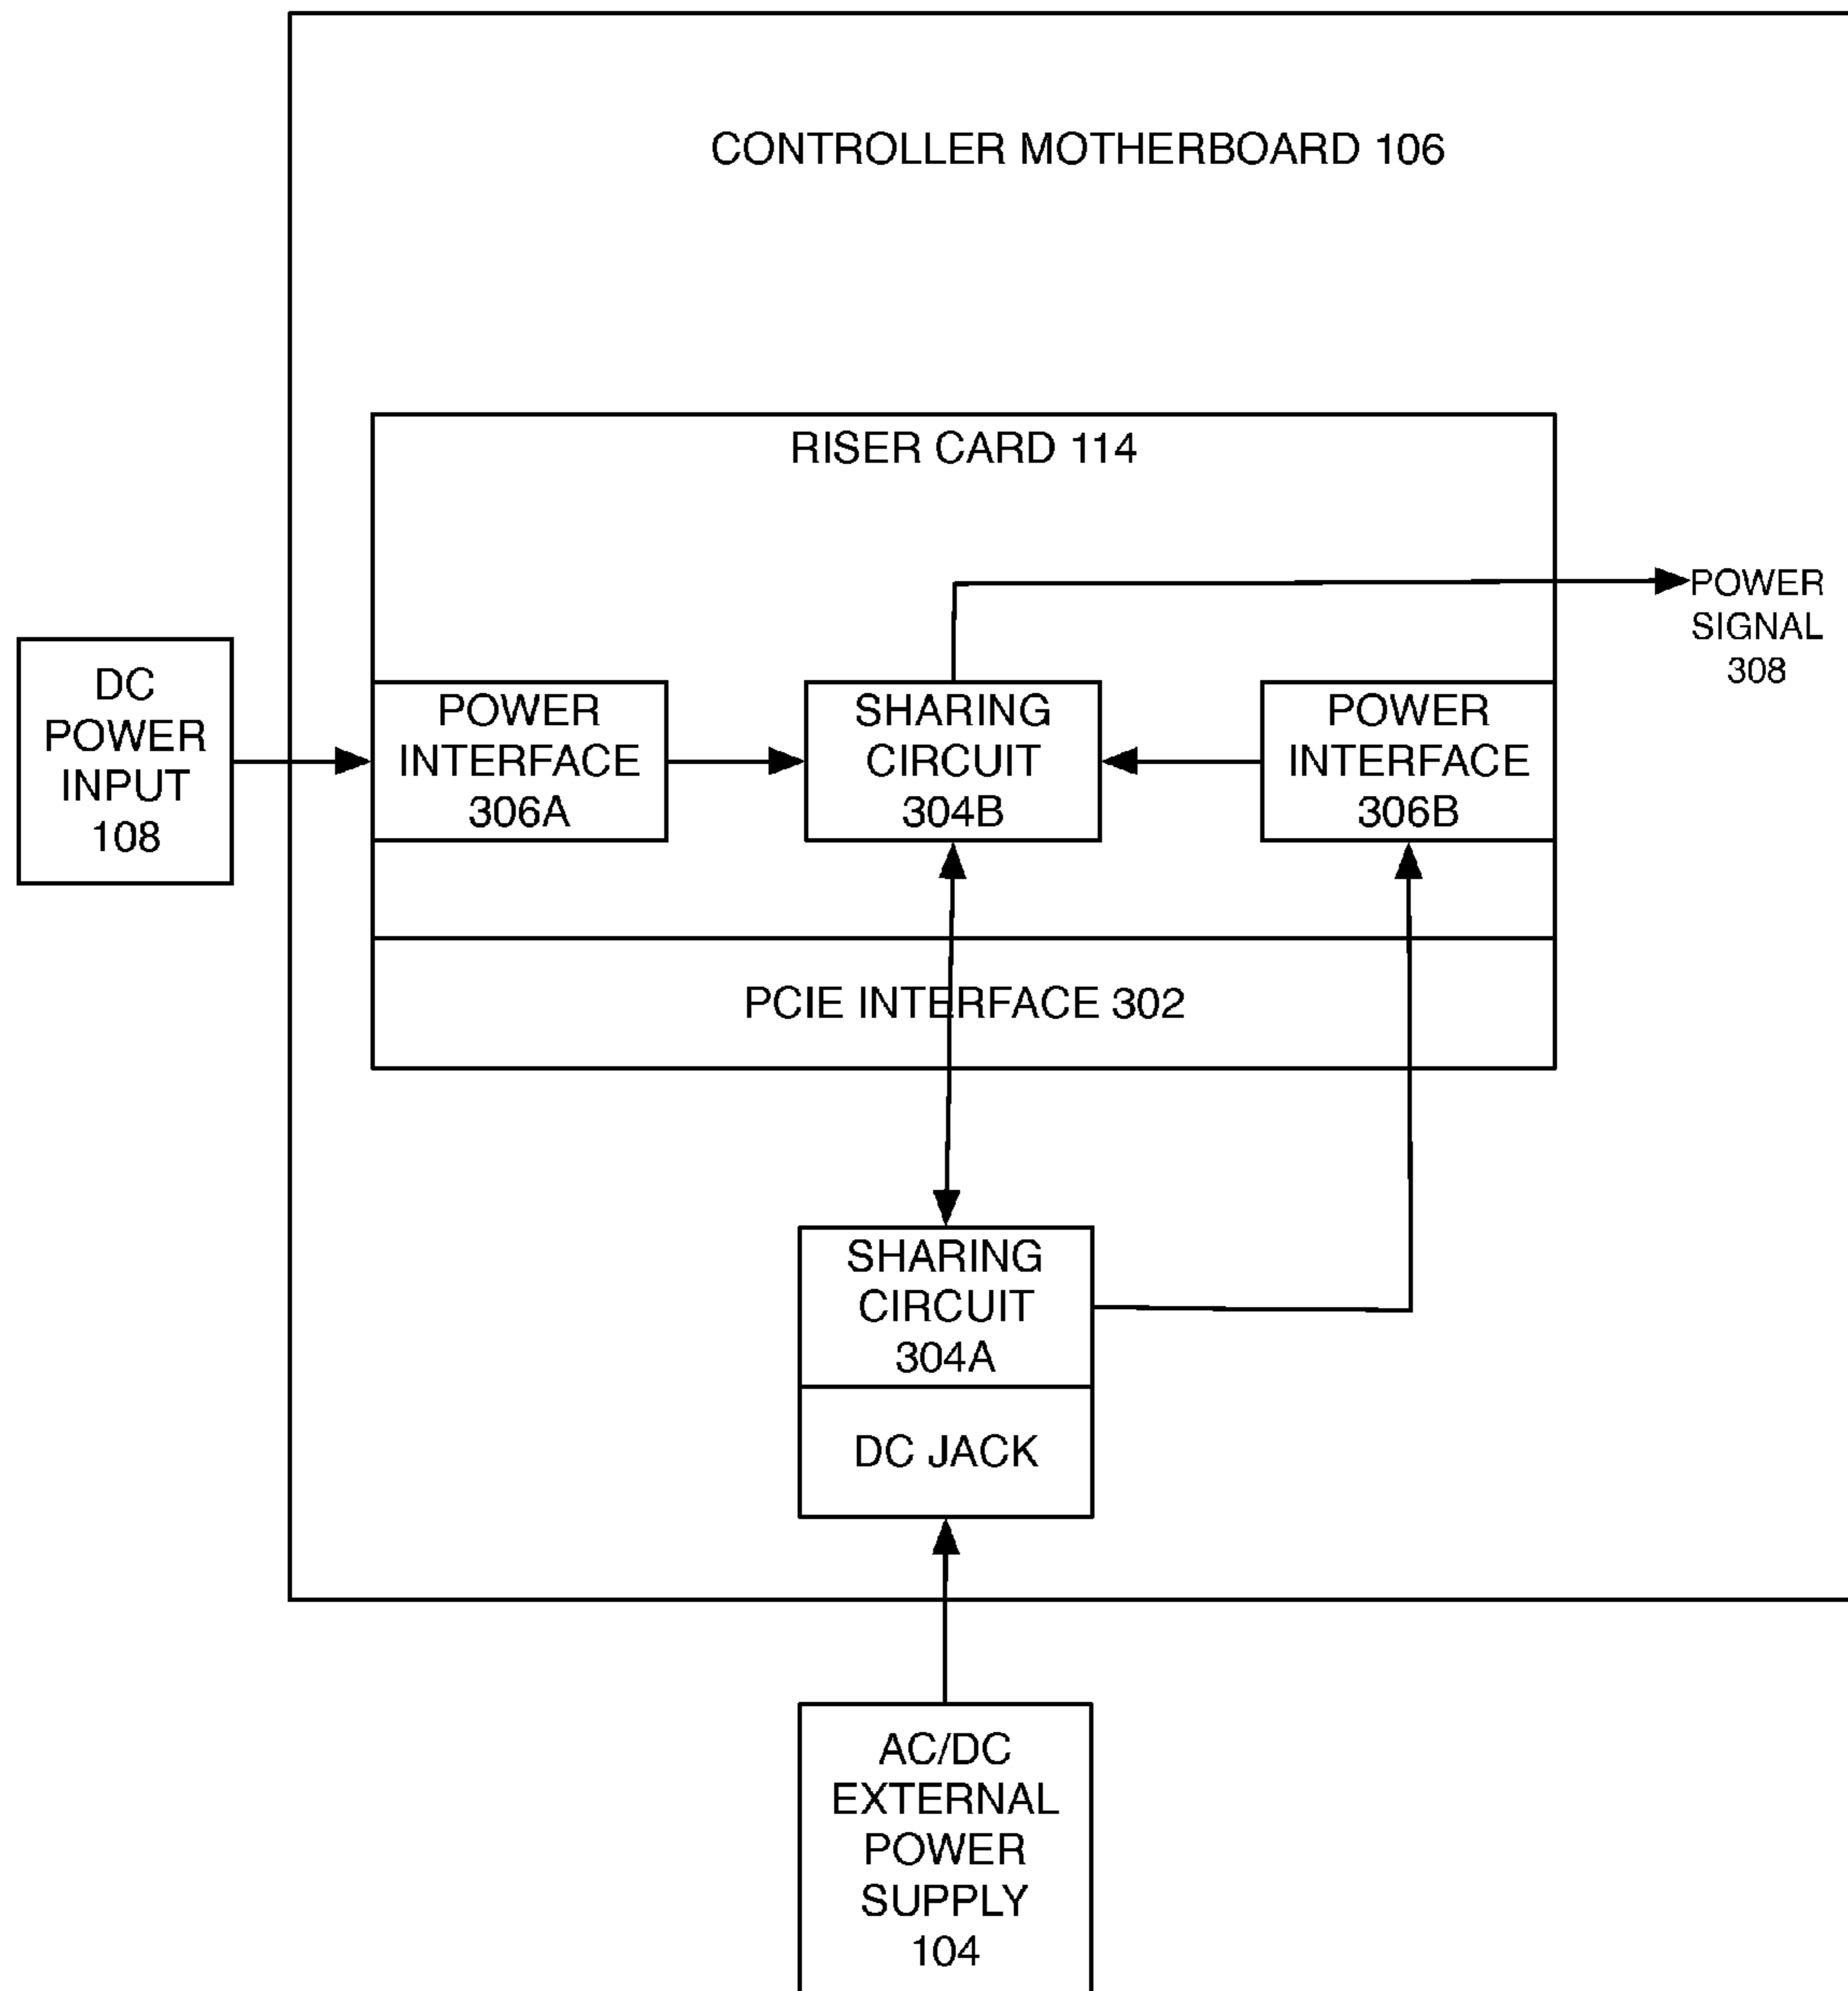 CONTROLLER MOTHERBOARD 106
RISER CARD 114
POWER
SIGNAL
308
DC
POWER
INPUT
108
POWER
INTERFACE
306A
SHARING
CIRCUIT
304B
POWER
INTERFACE
306B
PCIE INTERFACE 302
SHARING
CIRCUIT
304A
DC JACK
AC/DC
EXTERNAL
POWER
SUPPLY
104